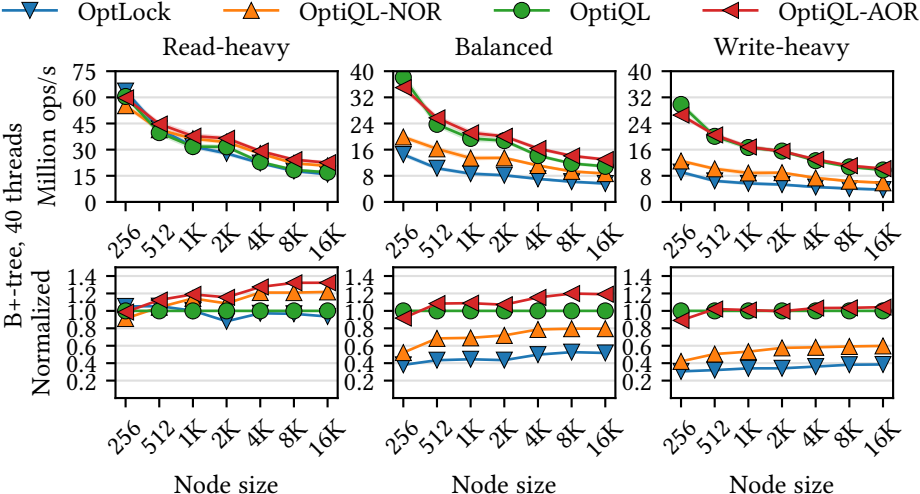 OptLock OptiQL-NOR OptiQL OptiQL-AOR
Read-heavy Balanced Write-heavy
B+-tree, 40 threads
Million ops/s
75
60
45
30
15
0
256 512 1K 2K 4K 8K 16K
40
32
24
16
8
0
256 512 1K 2K 4K 8K 16K
40
32
24
16
8
0
256 512 1K 2K 4K 8K 16K
Normalized
1.4
1.2
1.0
0.8
0.6
0.4
0.2
256 512 1K 2K 4K 8K 16K
Node size
1.4
1.2
1.0
0.8
0.6
0.4
0.2
256 512 1K 2K 4K 8K 16K
Node size
1.4
1.2
1.0
0.8
0.6
0.4
0.2
256 512 1K 2K 4K 8K 16K
Node size